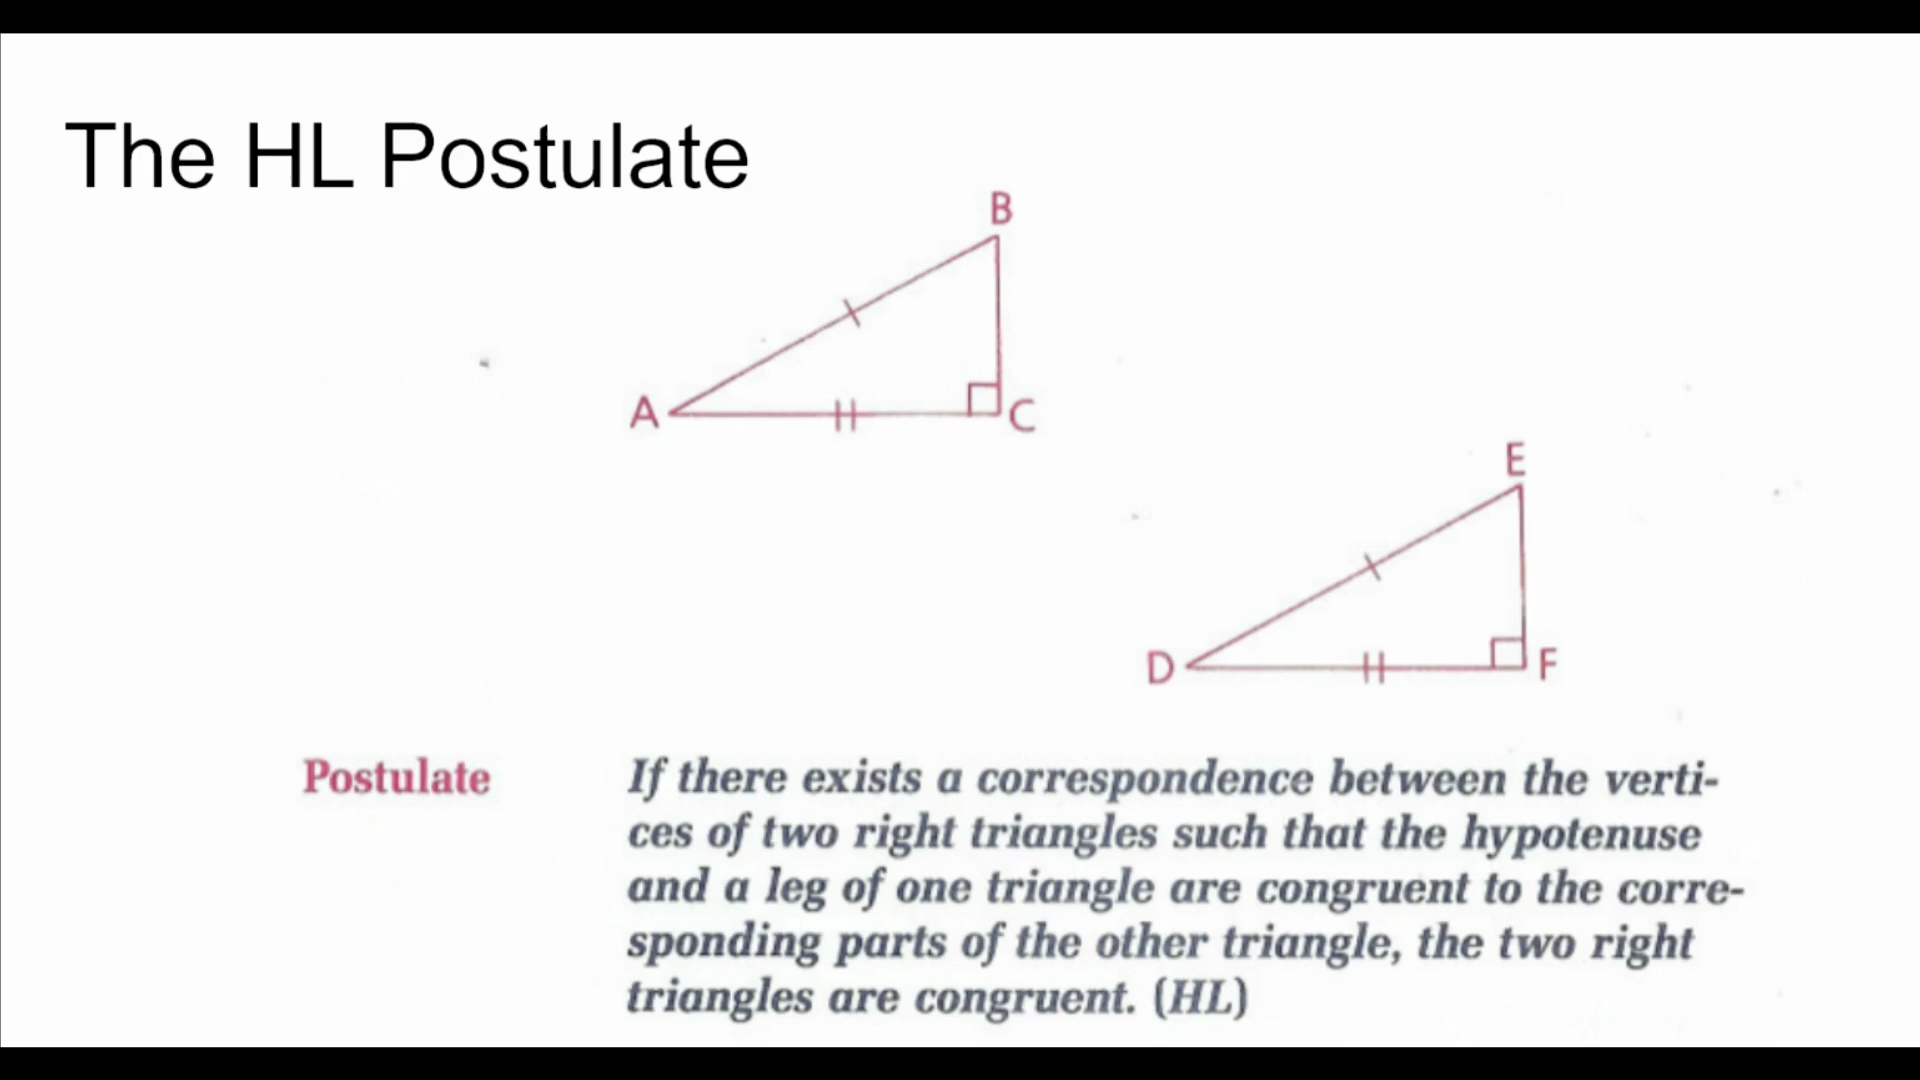 The HL Postulate
B
A
C
E
D
F
Postulate
If there exists a correspondence between the verti-
ces of two right triangles such that the hypotenuse
and a leg of one triangle are congruent to the corre-
sponding parts of the other triangle, the two right
triangles are congruent. (HL)